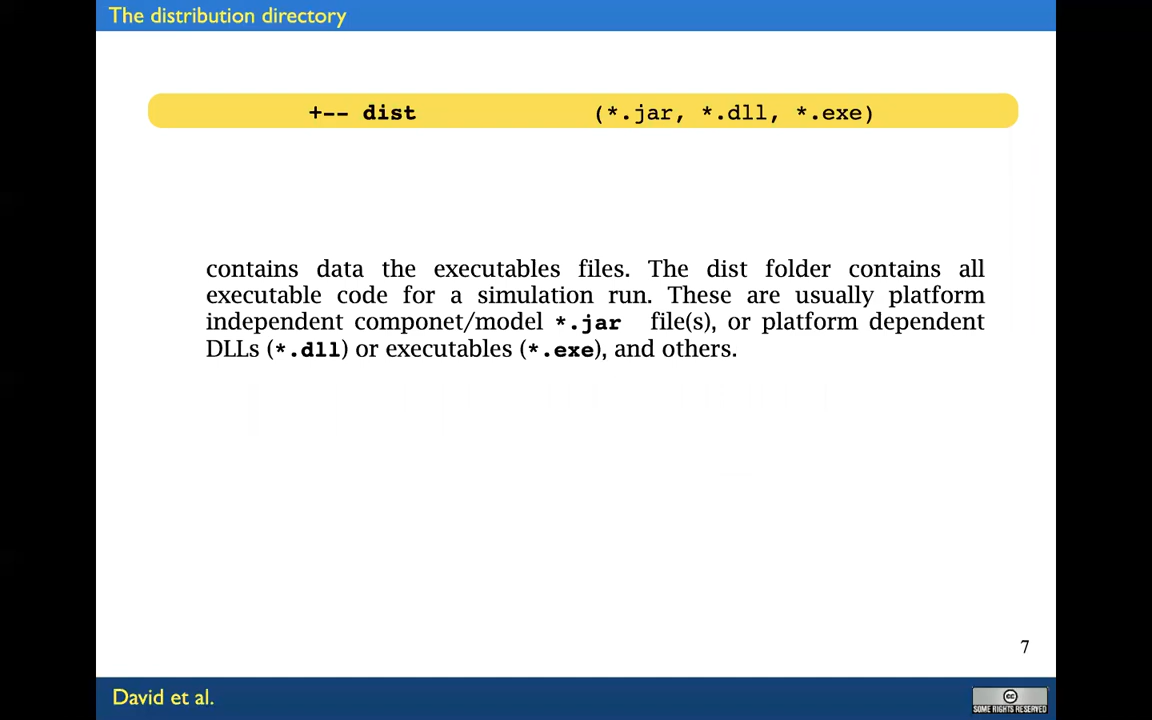 The distribution directory
+-- dist (*.jar, *.dll, *.exe)
contains data the executables files. The dist folder contains all
executable code for a simulation run. These are usually platform
independent componet/model *.jar file(s), or platform dependent
DLLs (*.dll) or executables (*.exe), and others.
7
David et al.
cc
SOME RIGHTS RESERVED